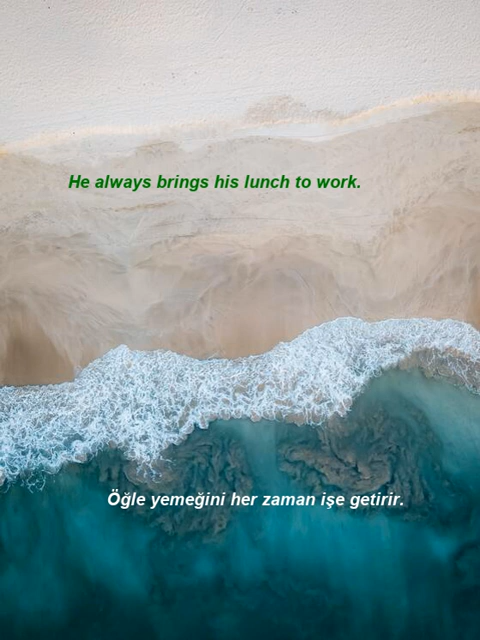 He always brings his lunch to work.
Öğle yemeğini her zaman işe getirir.